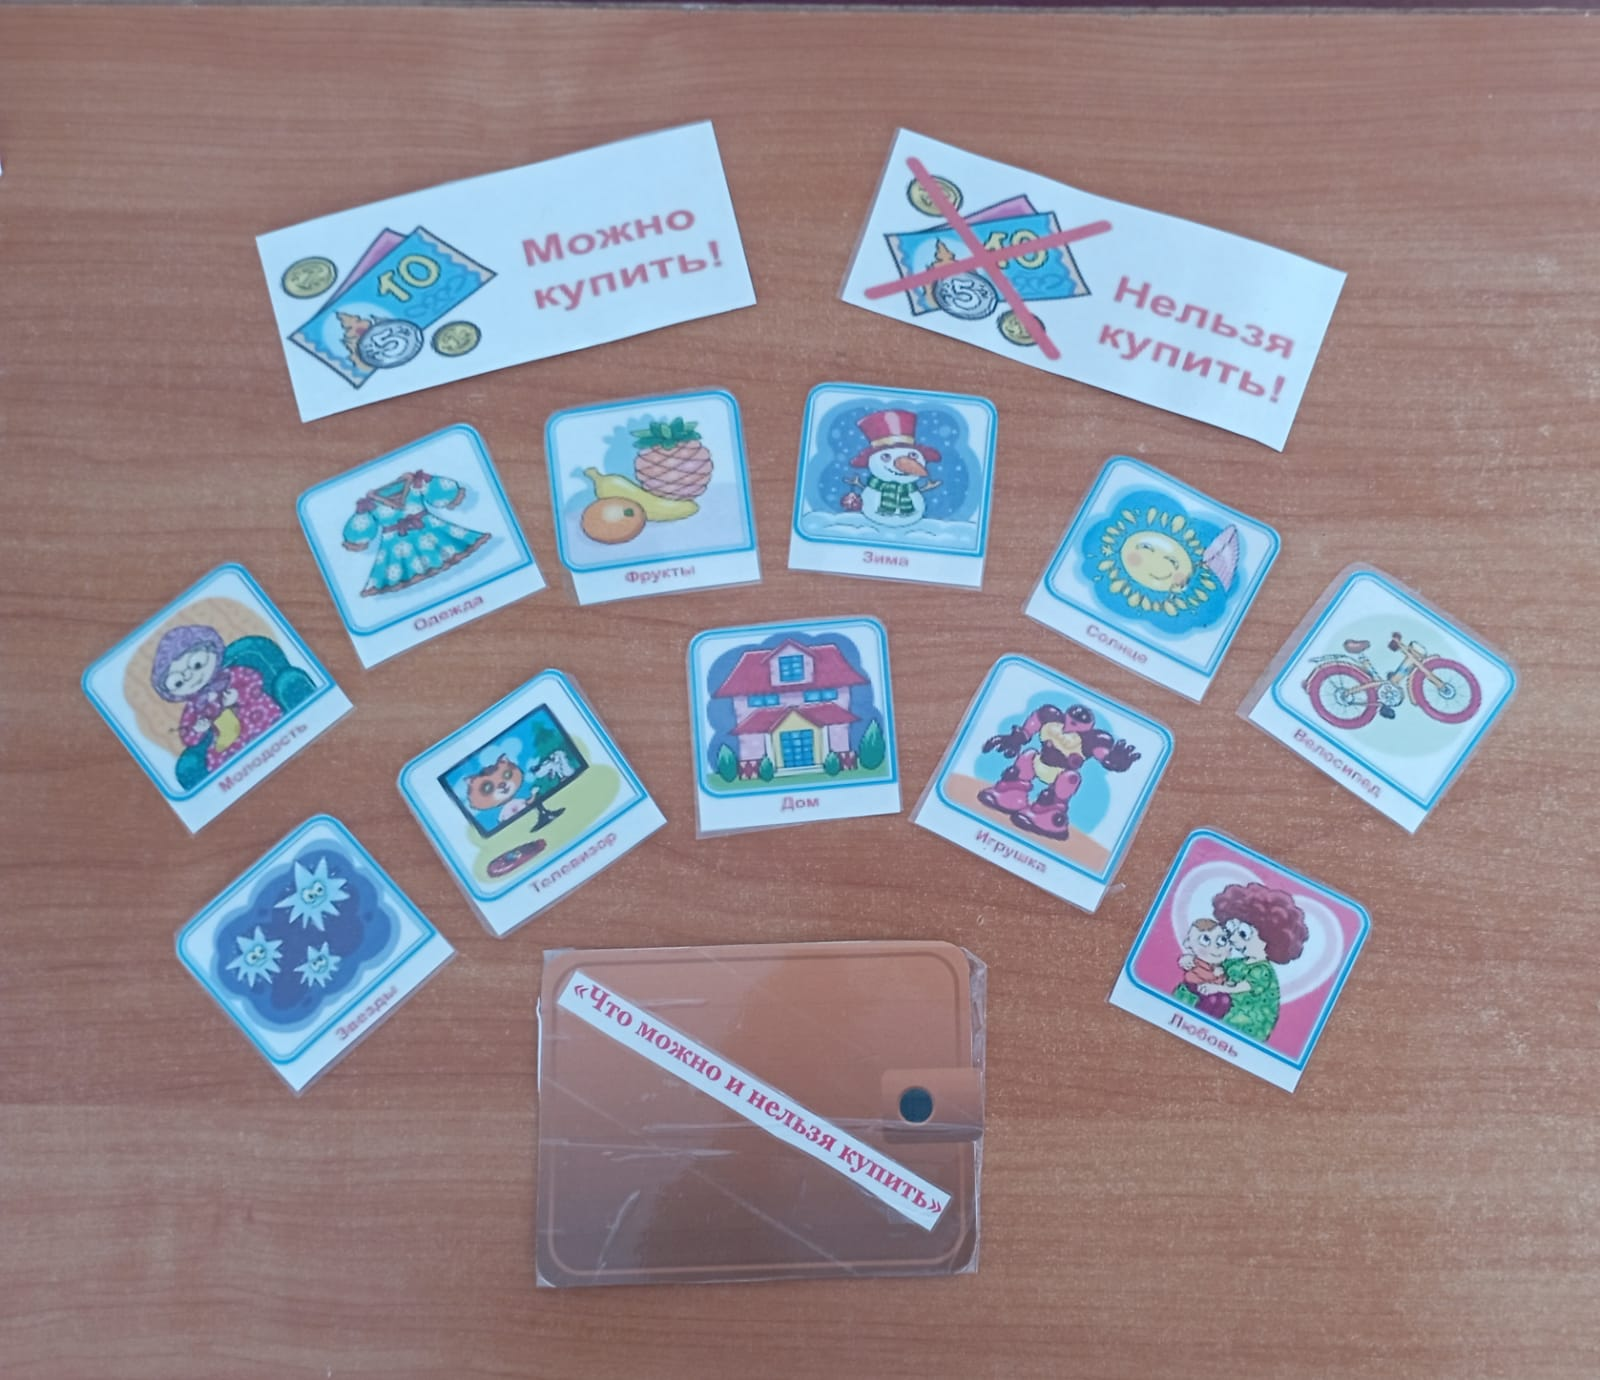 Можно
купить!
10
5
Нельзя
купить!
10
5
Одежда
Фрукты
Зима
Солнце
Велосипед
Молодость
Телевизор
Дом
Игрушка
Звезды
Любовь
«Что можно и нельзя купить»